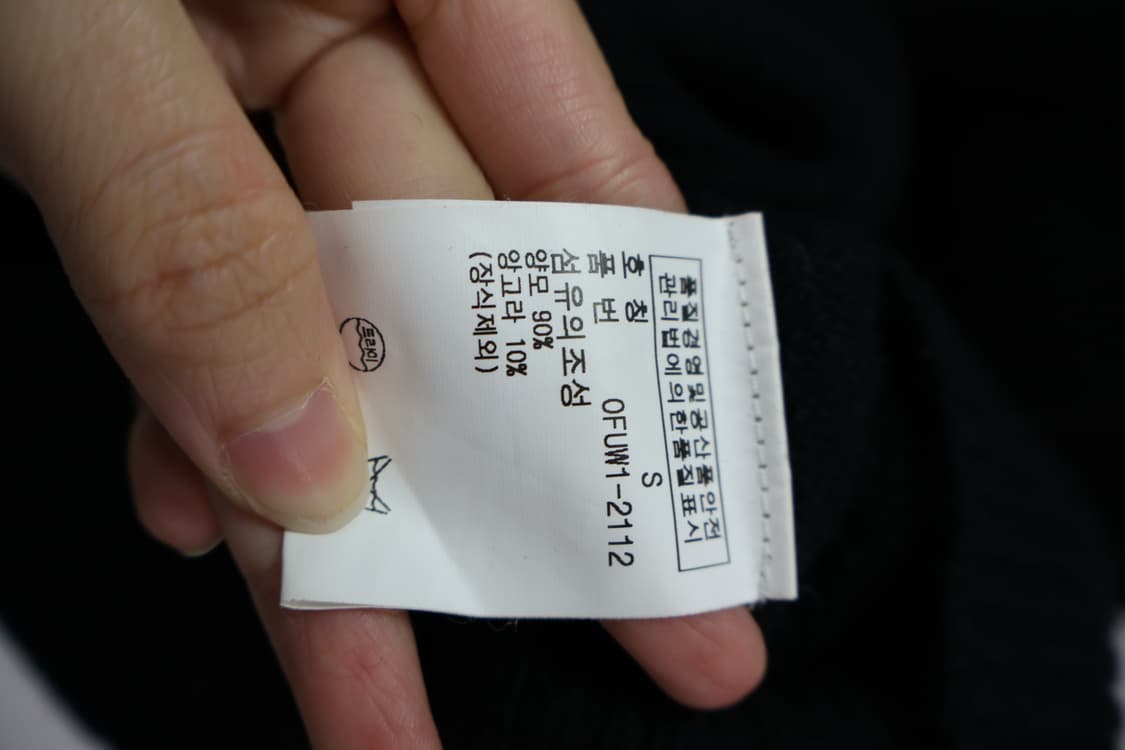 품질경영및공산품안전
관리법에의한품질표시
호칭 S
품번 OFUW1-2112
섬유의조성
양모 90%
앙고라 10%
(장식제외)
드라이